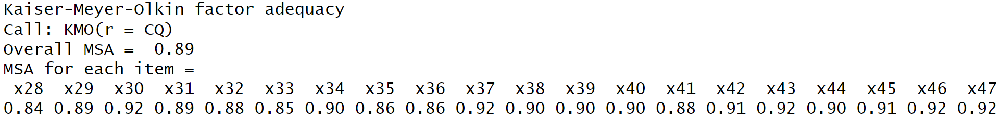 Kaiser-Meyer-Olkin factor adequacy
Call: KMO(r = CQ)
Overall MSA =  0.89
MSA for each item =
 x28  x29  x30  x31  x32  x33  x34  x35  x36  x37  x38  x39  x40  x41  x42  x43  x44  x45  x46  x47
0.84 0.89 0.92 0.89 0.88 0.85 0.90 0.86 0.86 0.92 0.90 0.90 0.90 0.88 0.91 0.92 0.90 0.91 0.92 0.92